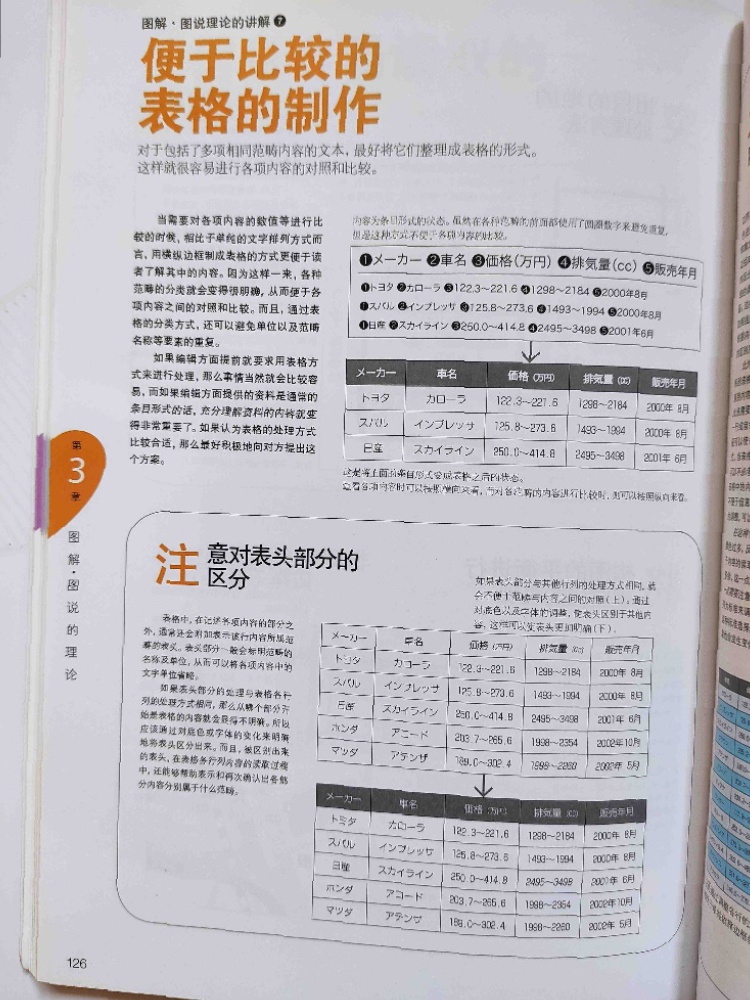 图解·图说理论的讲解❼
便于比较的
表格的制作
对于包括了多项相同范畴内容的文本，最好将它们整理成表格的形式。
这样就很容易进行各项内容的对照和比较。
当需要对各项内容的数值等进行比
较的时候，相比于单纯的文字排列方式而
言，用横纵边框制成表格的方式更便于读
者了解其中的内容。因为这样一来，各种
范畴的分类就会变得很明确，从而便于各
项内容之间的对照和比较。而且，通过表
格的分类方式，还可以避免单位以及范畴
名称等要素的重复。
如果编辑方面提前就要求用表格方
式来进行处理，那么事情当然就会比较容
易，而如果编辑方面提供的资料是通常的
条目形式的话，充分理解资料的内容就变
得非常重要了。如果认为表格的处理方式
比较合适，那么最好积极地向对方提出这
个方案。
内容为条目形式的状态。虽然在各种范畴的前面都使用了圆圈数字来避免重复，
但是这种方式不便于各项内容的比较。
❶メーカー ❷車名 ❸価格（万円） ❹排気量（cc） ❺販売年月
❶トヨタ ❷カローラ ❸122.3〜221.6 ❹1298〜2184 ❺2000年8月
❶スバル ❷インプレッサ ❸125.8〜273.6 ❹1493〜1994 ❺2000年8月
❶日産 ❷スカイライン ❸250.0〜414.8 ❹2495〜3498 ❺2001年6月
メーカー 車名 価格（万円） 排気量（cc） 販売年月
トヨタ カローラ 122.3〜221.6 1298〜2184 2000年 8月
スバル インプレッサ 125.8〜273.6 1493〜1994 2000年 8月
日産 スカイライン 250.0〜414.8 2495〜3498 2001年 6月
这是将上面的条目形式变成表格之后的状态。
查看各项内容时可以按照横向来看，而对各范畴的内容进行比较时，则可以按照纵向来看。
第
3
章
图解·图说的理论
注意对表头部分的
区分
表格中，在记述各项内容的部分之
外，通常还会附加表示该行内容所属范
畴的表头。表头部分一般会标明范畴的
名称及单位，从而可以将各项内容中的
文字单位省略。
如果表头部分的处理与表格各行
列的处理方式相同，那么从哪个部分开
始是表格的内容就会显得不明确。所以
应该通过对底色或字体的变化来明确
地将表头区分出来。而且，被区别出来
的表头，在表格各行列内容的读取过程
中，还能够帮助表示和再次确认出各部
分内容分别属于什么范畴。
如果表头部分与其他行列的处理方式相同，就
会不便于范畴与内容之间的对照（上）。通过
对底色以及字体的调整，使表头区别于其他内
容，这样可以变表头更加明确（下）。
メーカー 車名 価格（万円） 排気量（cc） 販売年月
トヨタ カローラ 122.3〜221.6 1298〜2184 2000年 8月
スバル インプレッサ 125.8〜273.6 1493〜1994 2000年 8月
日産 スカイライン 250.0〜414.8 2495〜3498 2001年 6月
ホンダ アコード 203.7〜265.6 1998〜2354 2002年10月
マツダ アテンザ 189.0〜302.4 1998〜2260 2002年 5月
メーカー 車名 価格（万円） 排気量（cc） 販売年月
トミダ カローラ 122.3〜221.6 1298〜2184 2000年 8月
スバル インプレッサ 125.8〜273.6 1493〜1994 2000年 8月
日産 スカイライン 250.0〜414.8 2495〜3498 2001年 6月
ホンダ アコード 203.7〜265.6 1998〜2354 2002年10月
マツダ アテンザ 189.0〜302.4 1998〜2260 2002年 5月
126